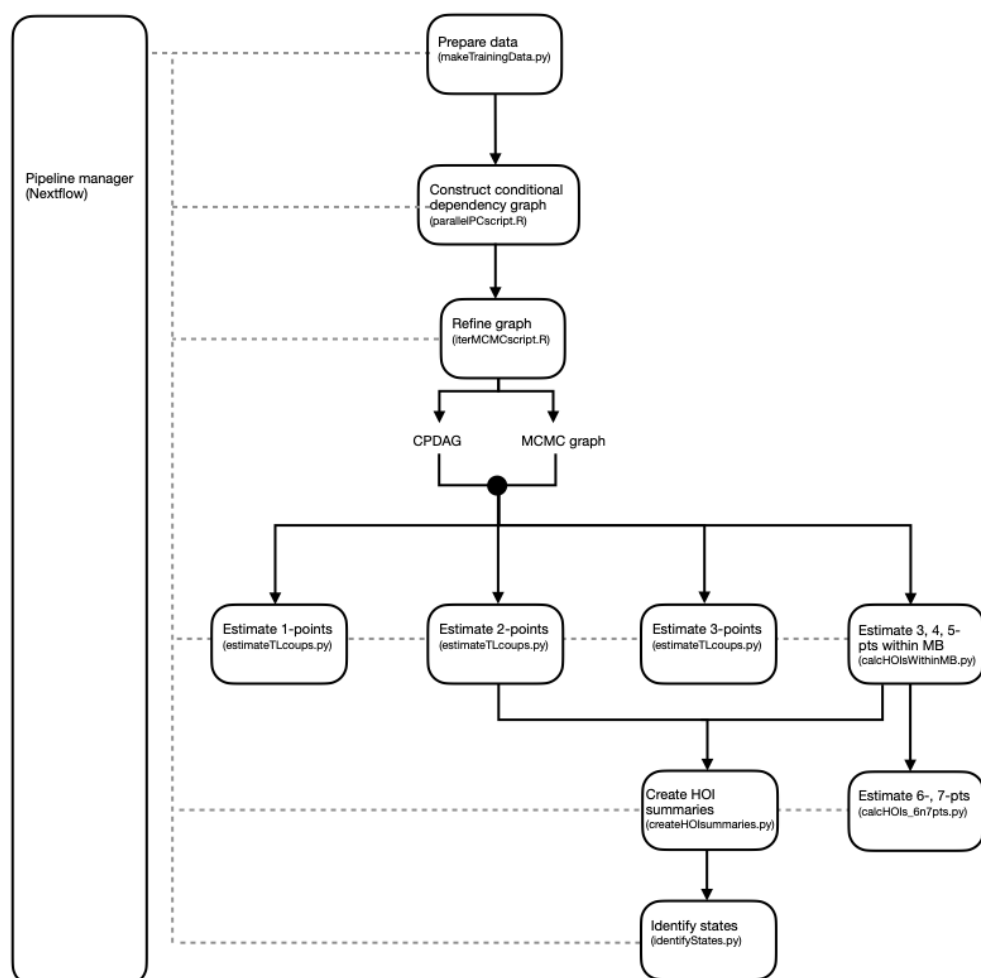 Prepare data
(makeTrainingData.py)
Pipeline manager
(Nextflow)
Construct conditional
dependency graph
(parallelPCscript.R)
Refine graph
(iterMCMCscript.R)
CPDAG
MCMC graph
Estimate 1-points
(estimateTLcoups.py)
Estimate 2-points
(estimateTLcoups.py)
Estimate 3-points
(estimateTLcoups.py)
Estimate 3, 4, 5-
pts within MB
(calcHOIsWithinMB.py)
Create HOI
summaries
(createHOIsummaries.py)
Estimate 6-, 7-pts
(calcHOIs_6n7pts.py)
Identify states
(identifyStates.py)